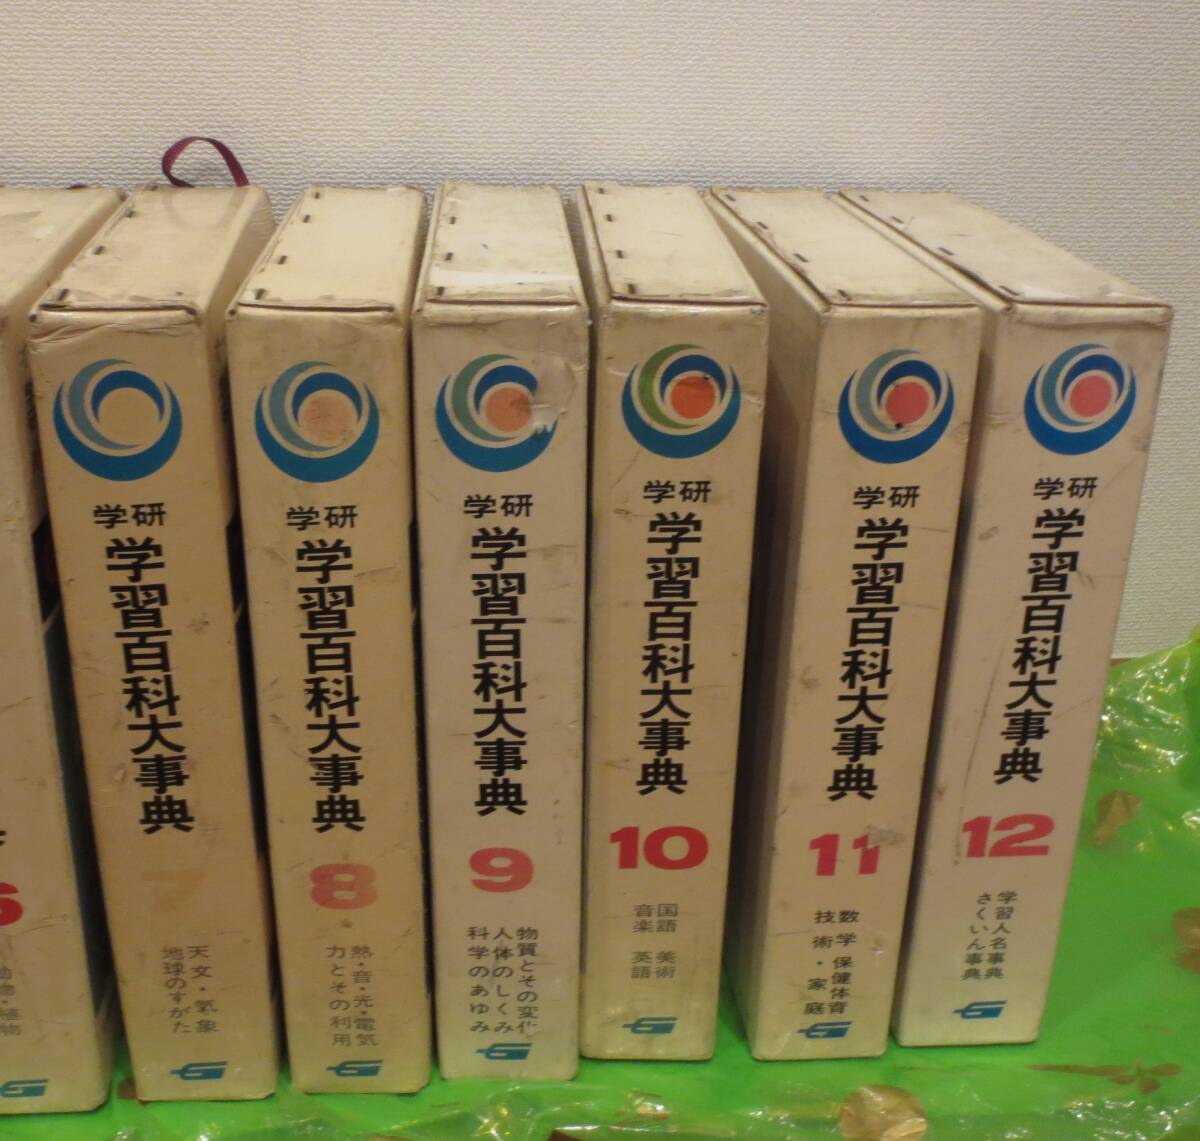 6
動物・植物
学研
学習百科大事典
7
天文・気象
地球のすがた
学研
学習百科大事典
8
熱・音・光・電気
力とその利用
学研
学習百科大事典
9
物質とその変化
人体のしくみ
科学のあゆみ
学研
学習百科大事典
10
国語 美術
音楽 英語
学研
学習百科大事典
11
数学・保健体育
技術・家庭
学研
学習百科大事典
12
学習人名事典
さくいん事典